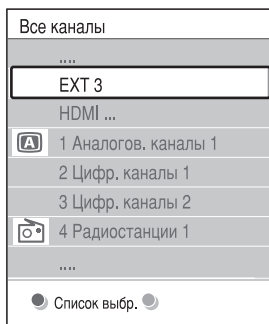 Все каналы
....
EXT 3
HDMI ...
A 1 Аналогов. каналы 1
2 Цифр. каналы 1
3 Цифр. каналы 2
4 Радиостанции 1
....
Список выбр.